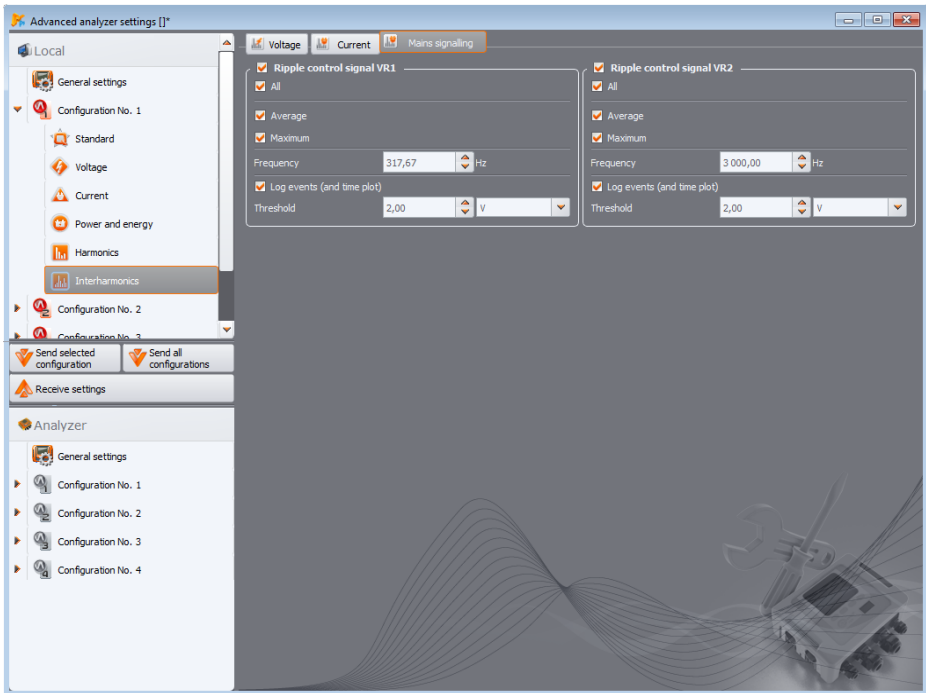 Advanced analyzer settings []*
Local
General settings
Configuration No. 1
Standard
Voltage
Current
Power and energy
Harmonics
Interharmonics
Configuration No. 2
Configuration No. 3
Send selected configuration
Send all configurations
Receive settings
Analyzer
General settings
Configuration No. 1
Configuration No. 2
Configuration No. 3
Configuration No. 4
Voltage Current Mains signalling
Ripple control signal VR1
All
Average
Maximum
Frequency 317,67 Hz
Log events (and time plot)
Threshold 2,00 V
Ripple control signal VR2
All
Average
Maximum
Frequency 3 000,00 Hz
Log events (and time plot)
Threshold 2,00 V